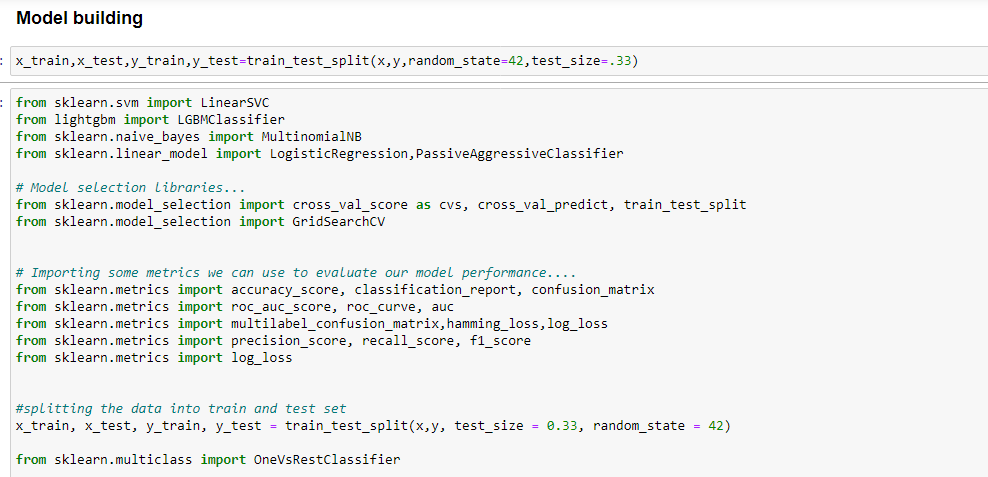 Model building
: x_train,x_test,y_train,y_test=train_test_split(x,y,random_state=42,test_size=.33)
: from sklearn.svm import LinearSVC
from lightgbm import LGBMClassifier
from sklearn.naive_bayes import MultinomialNB
from sklearn.linear_model import LogisticRegression,PassiveAggressiveClassifier
# Model selection libraries...
from sklearn.model_selection import cross_val_score as cvs, cross_val_predict, train_test_split
from sklearn.model_selection import GridSearchCV
# Importing some metrics we can use to evaluate our model performance....
from sklearn.metrics import accuracy_score, classification_report, confusion_matrix
from sklearn.metrics import roc_auc_score, roc_curve, auc
from sklearn.metrics import multilabel_confusion_matrix,hamming_loss,log_loss
from sklearn.metrics import precision_score, recall_score, f1_score
from sklearn.metrics import log_loss
#splitting the data into train and test set
x_train, x_test, y_train, y_test = train_test_split(x,y, test_size = 0.33, random_state = 42)
from sklearn.multiclass import OneVsRestClassifier